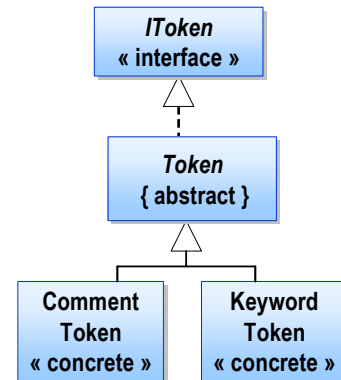 IToken
« interface »
Token
{ abstract }
Comment
Token
« concrete »
Keyword
Token
« concrete »